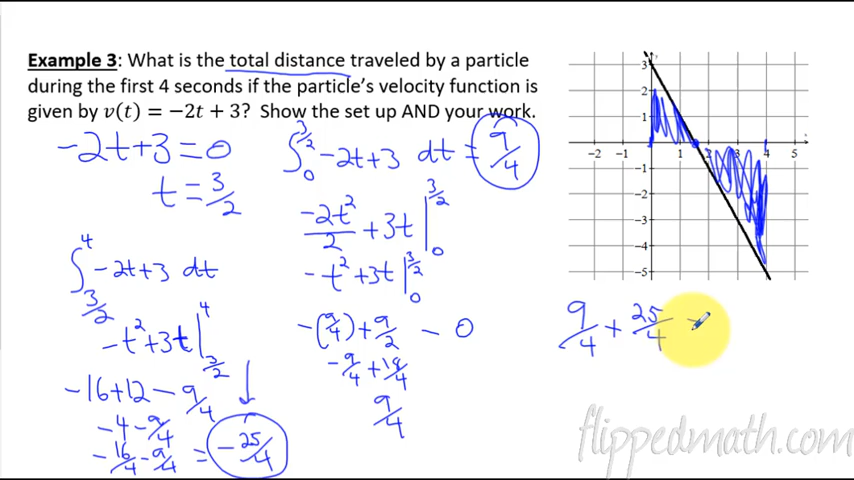 Example 3: What is the total distance traveled by a particle
during the first 4 seconds if the particle's velocity function is
given by v(t) = −2t + 3? Show the set up AND your work.
-2t+3=0
t = 3/2
∫_{3/2}^{4} -2t+3 dt
-t²+3t |_{3/2}^{4}
-16+12 - 9/4
-4 - 9/4
-16/4 - 9/4 = -25/4
∫_0^{3/2} -2t+3 dt = 9/4
-2t²/2 + 3t |_0^{3/2}
-t²+3t |_0^{3/2}
-(9/4)+9/2 - 0
-9/4 + 18/4
9/4
3
2
1
-2 -1 1 2 3 4 5
-1
-2
-3
-4
-5
9/4 + 25/4 -
flippedmath.com